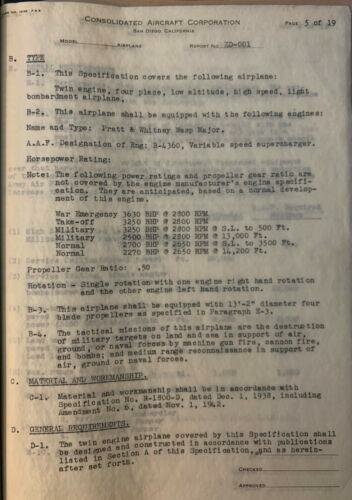 CONSOLIDATED AIRCRAFT CORPORATION
SAN DIEGO, CALIFORNIA
PAGE 5 of 19
MODEL AIRPLANE REPORT NO. ZD-001
B. TYPE
B-1. This Specification covers the following airplane:
Twin engine, four place, low altitude, high speed, light
bombardment airplane.
B-2. This airplane shall be equipped with the following engines:
Name and Type: Pratt & Whitney Wasp Major.
A.A.F. Designation of Eng: R-4360, Variable speed supercharger.
Horsepower Rating:
Note: The following power ratings and propeller gear ratio are
not covered by the engine manufacturer's engine specifi-
cation. They are anticipated, based on a normal develop-
ment of this engine.
War Emergency 3630 BHP @ 2800 RPM
Take-off 3250 BHP @ 2800 RPM
Military 3250 BHP @ 2800 RPM @ S.L. to 500 Ft.
Military 2500 BHP @ 2800 RPM @ 13,000 Ft.
Normal 2700 BHP @ 2650 RPM @ S.L. to 3500 Ft.
Normal 2270 BHP @ 2650 RPM @ 14,200 Ft.
Propeller Gear Ratio: .50
Rotation - Single rotation with one engine right hand rotation
and the other engine left hand rotation.
B-3. This airplane shall be equipped with 13'-2" diameter four
blade propellers as specified in Paragraph E-3.
B-4. The tactical missions of this airplane are the destruction
of military targets on land and sea in support of air,
ground, or naval forces by machine gun fire, cannon fire,
and bombs; and medium range reconnaissance in support of
air, ground or naval forces.
C. MATERIAL AND WORKMANSHIP.
C-1. Material and workmanship shall be in accordance with
Specification No. R-1800-D, dated Dec. 1, 1938, including
Amendment No. 6, dated Nov. 1, 1942.
D. GENERAL REQUIREMENTS.
D-1. The twin engine airplane covered by this Specification shall
be designed and constructed in accordance with publications
listed in Section A of this Specification, and as herein-
after set forth.
CHECKED
APPROVED